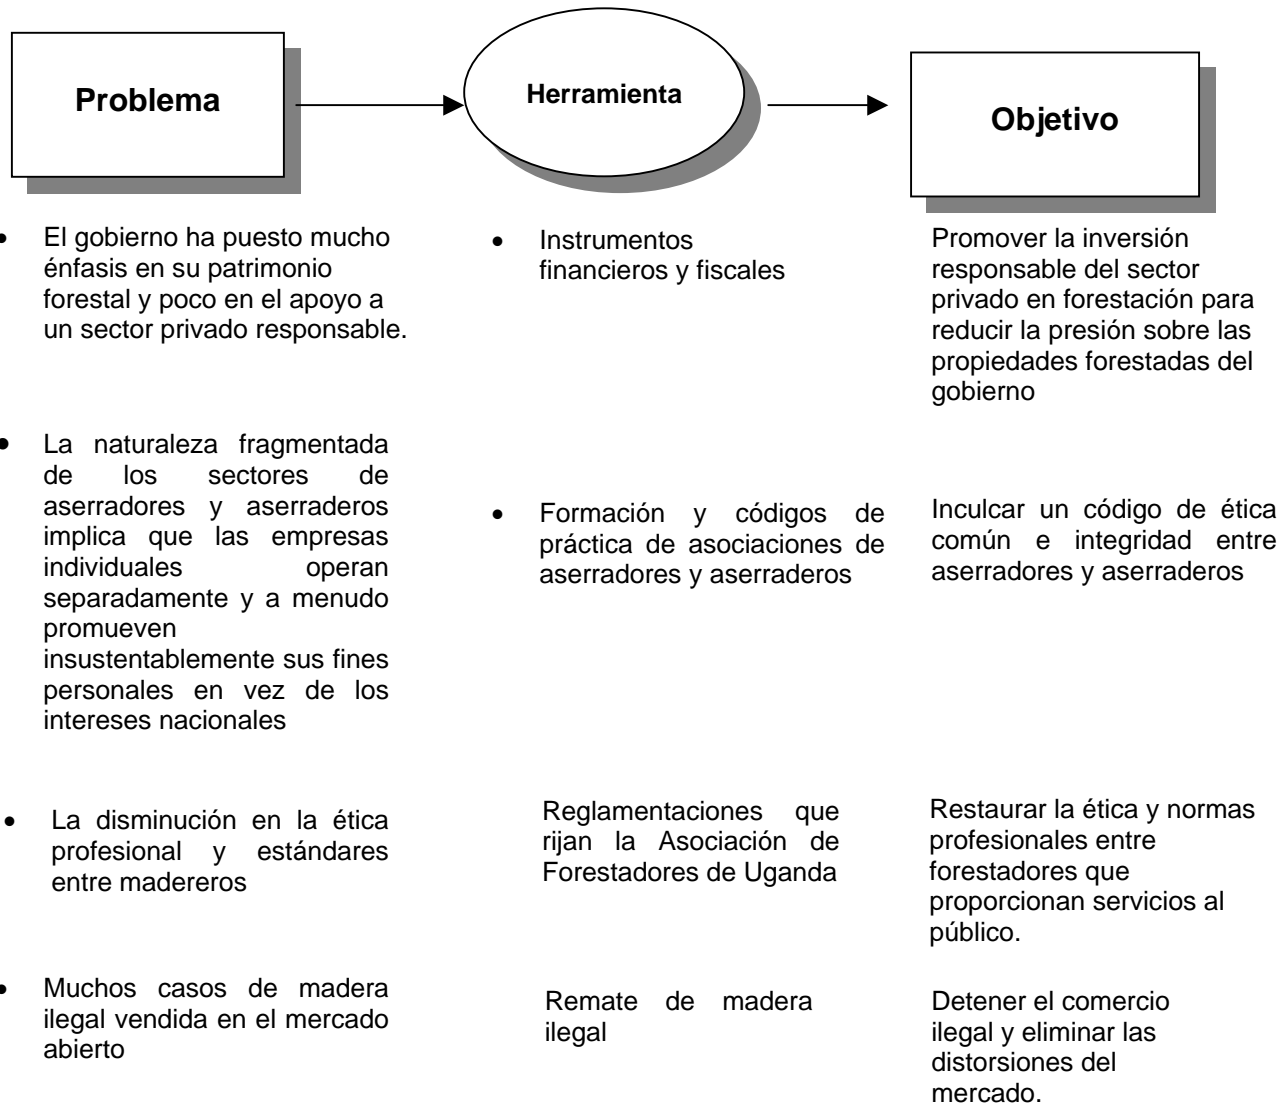 Problema
Herramienta
Objetivo
• El gobierno ha puesto mucho
énfasis en su patrimonio
forestal y poco en el apoyo a
un sector privado responsable.
• Instrumentos
financieros y fiscales
Promover la inversión
responsable del sector
privado en forestación para
reducir la presión sobre las
propiedades forestadas del
gobierno
• La naturaleza fragmentada
de los sectores de
aserradores y aserraderos
implica que las empresas
individuales operan
separadamente y a menudo
promueven
insustentablemente sus fines
personales en vez de los
intereses nacionales
• Formación y códigos de
práctica de asociaciones de
aserradores y aserraderos
Inculcar un código de ética
común e integridad entre
aserradores y aserraderos
• La disminución en la ética
profesional y estándares
entre madereros
Reglamentaciones que
rijan la Asociación de
Forestadores de Uganda
Restaurar la ética y normas
profesionales entre
forestadores que
proporcionan servicios al
público.
• Muchos casos de madera
ilegal vendida en el mercado
abierto
Remate de madera
ilegal
Detener el comercio
ilegal y eliminar las
distorsiones del
mercado.